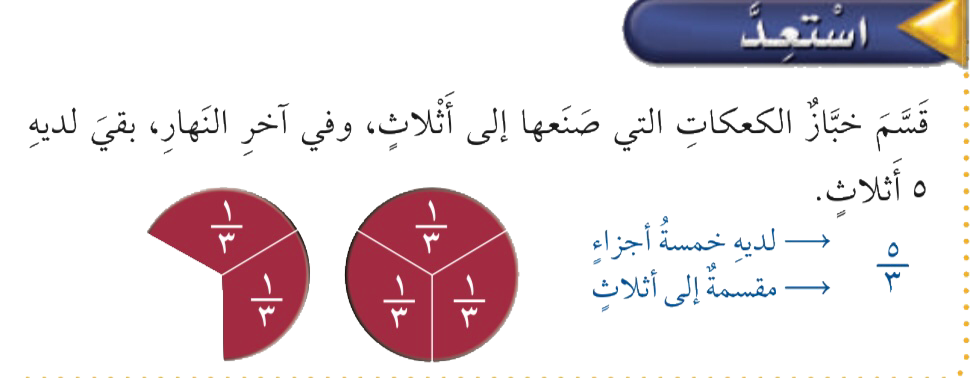 اسْتَعِدَّ
قَسَّمَ خبَّازٌ الكعكاتِ التي صَنَعها إلى أَثْلاثٍ، وفي آخرِ النَهارِ، بقيَ لديهِ
٥ أَثلاثٍ.
٥/٣
← لديهِ خمسةُ أجزاءٍ
← مقسمةٌ إلى أثلاثٍ
١/٣
١/٣
١/٣
١/٣
١/٣